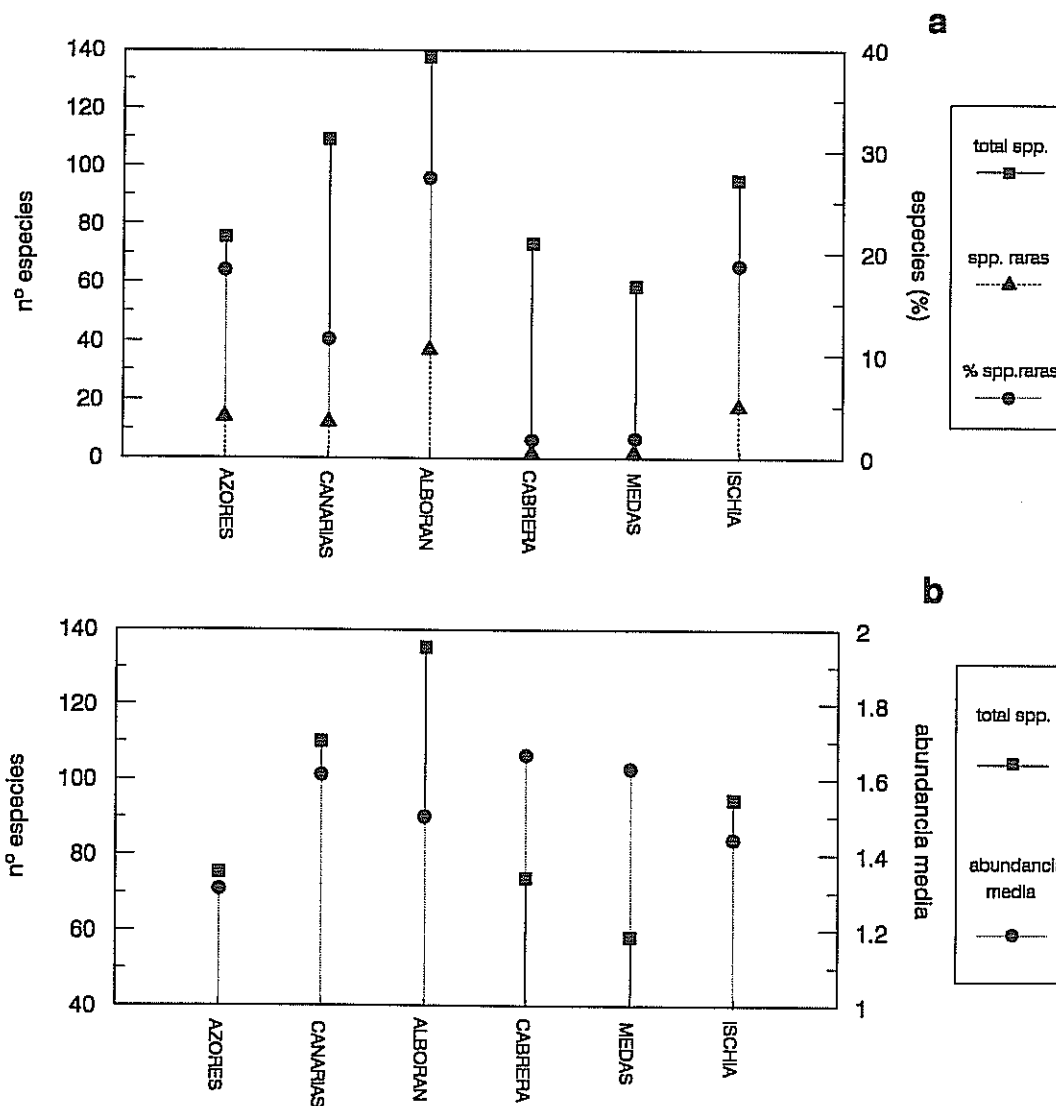 a
140
120
100
80
60
40
20
0
nº especies
40
30
20
10
0
especies (%)
AZORES
CANARIAS
ALBORAN
CABRERA
MEDAS
ISCHIA
total spp.
spp. raras
% spp.raras
b
140
120
100
80
60
40
nº especies
2
1.8
1.6
1.4
1.2
1
abundancia media
AZORES
CANARIAS
ALBORAN
CABRERA
MEDAS
ISCHIA
total spp.
abundancia
media